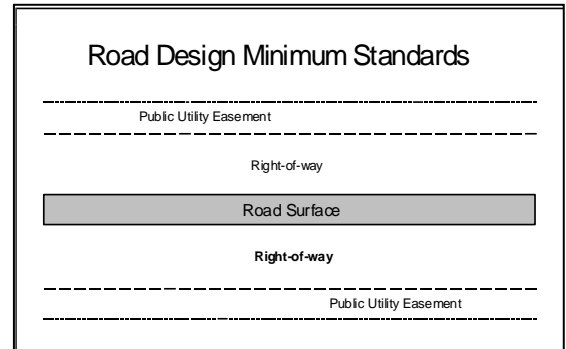 Road Design Minimum Standards
Public Utility Easement
Right-of-way
Road Surface
Right-of-way
Public Utility Easement